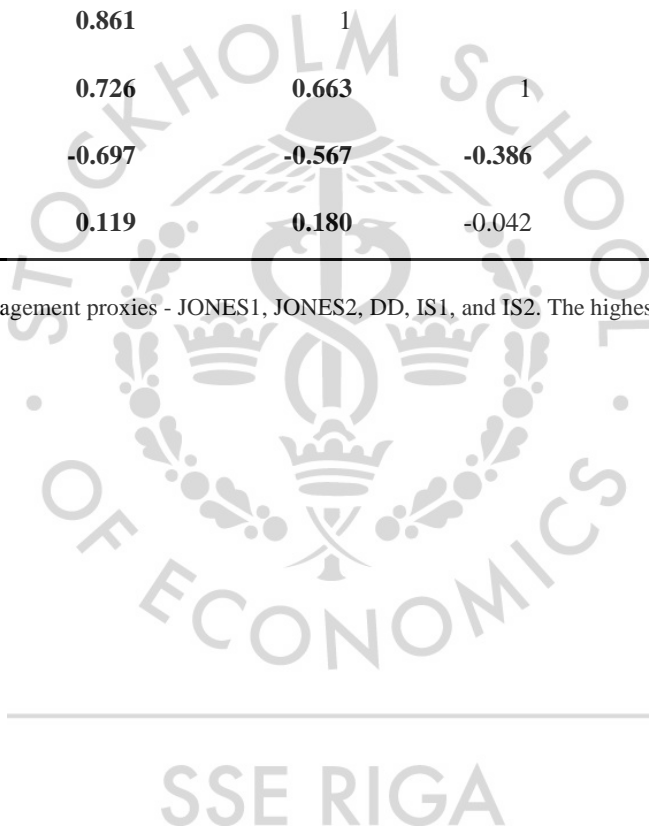 0.861 1
0.726 0.663 1
-0.697 -0.567 -0.386
0.119 0.180 -0.042
agement proxies - JONES1, JONES2, DD, IS1, and IS2. The highes
STOCKHOLM SCHOOL
· OF ECONOMICS ·
SSE RIGA